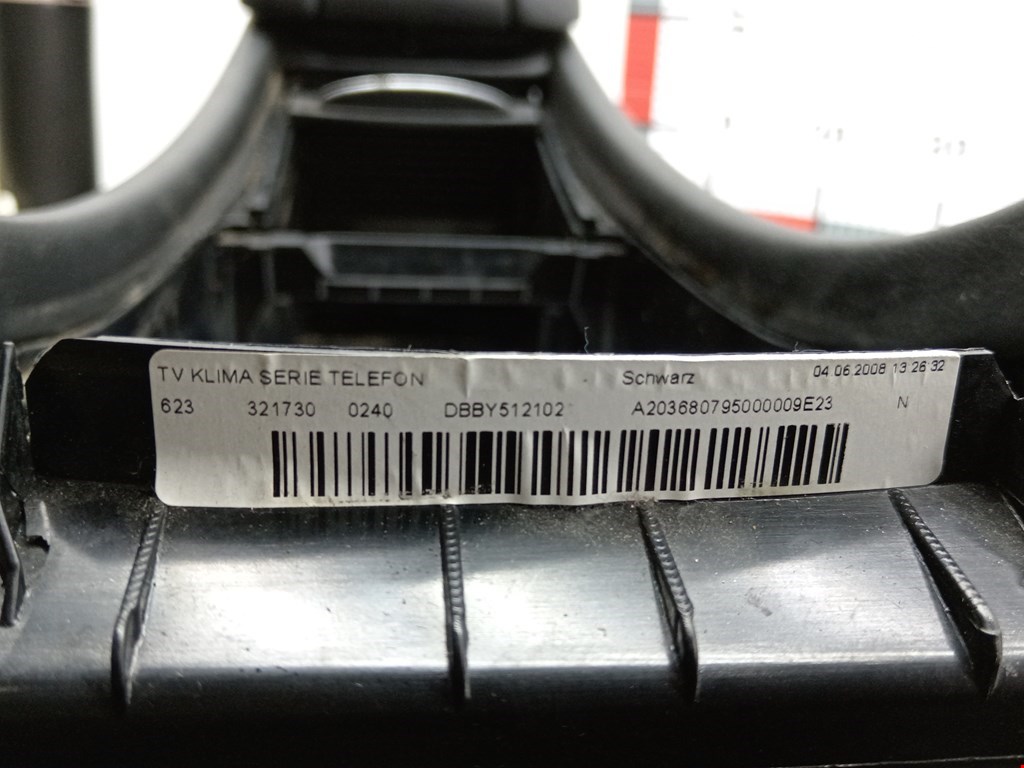 TV KLIMA SERIE TELEFON Schwarz 04 06 2008 13 26 32
623 321730 0240 DBBY512102 A203680795000009E23 N